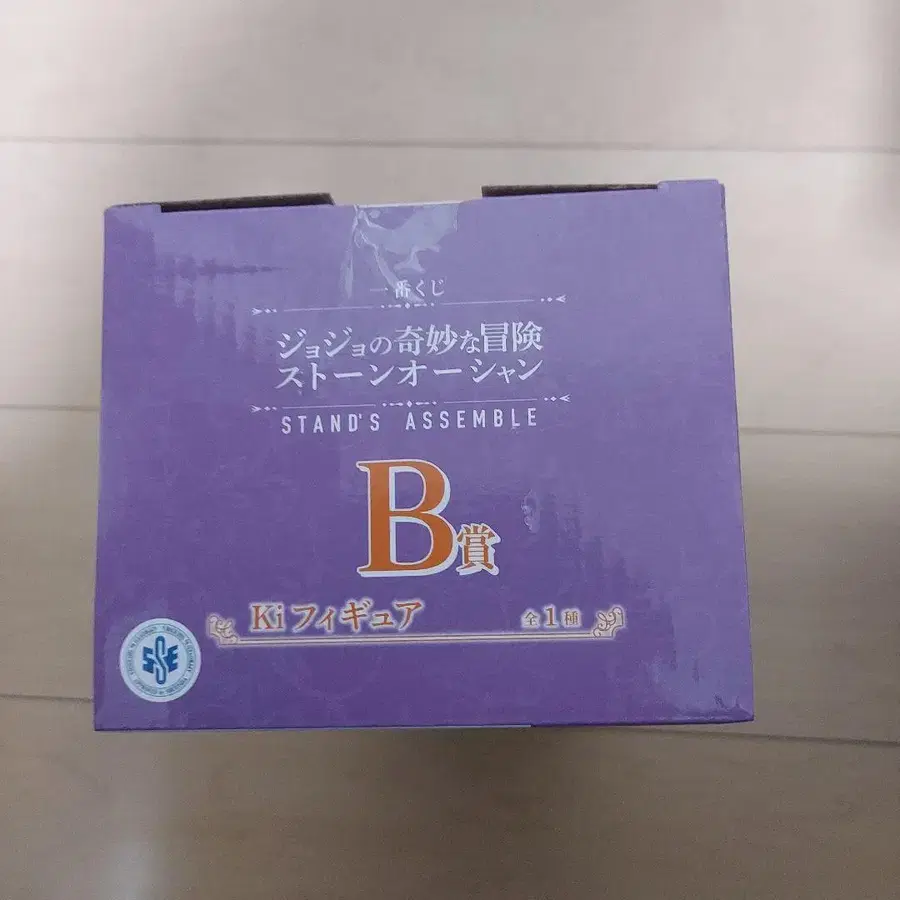 一番くじ
ジョジョの奇妙な冒険
ストーンオーシャン
STAND'S ASSEMBLE
B賞
Kiフィギュア 全1種
SSE